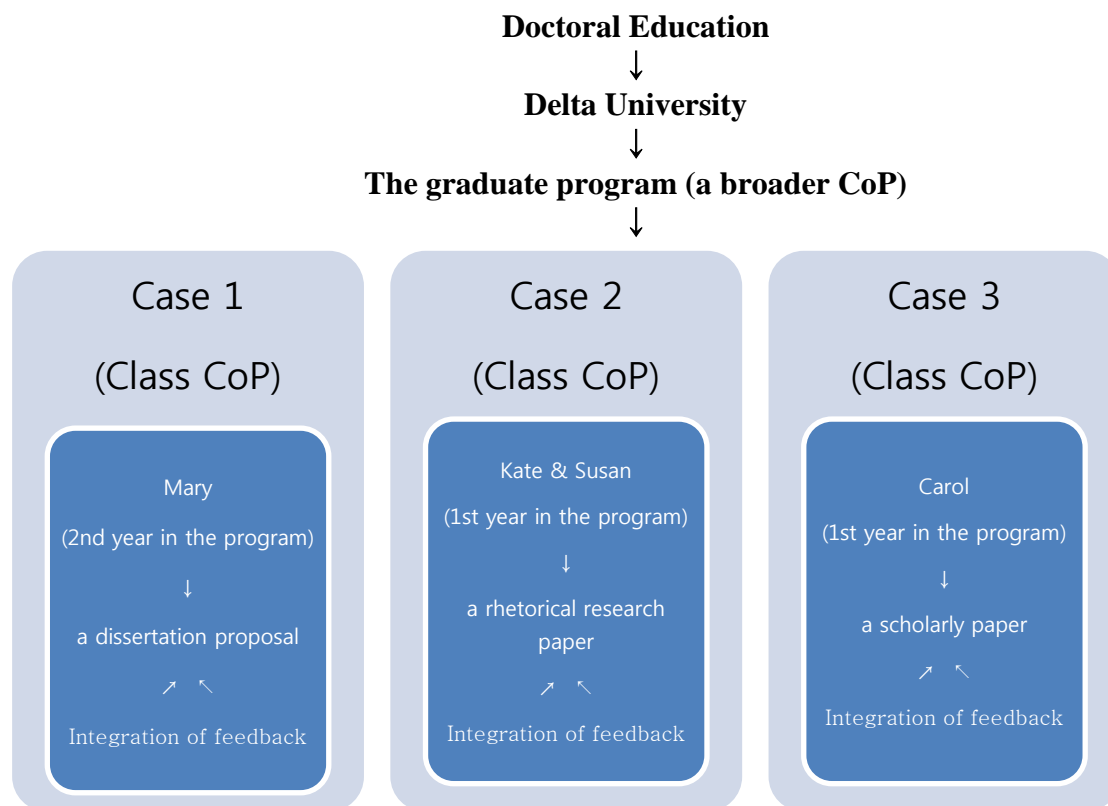 Doctoral Education
↓
Delta University
↓
The graduate program (a broader CoP)
↓
Case 1
(Class CoP)
Mary
(2nd year in the program)
↓
a dissertation proposal
↗ ↖
Integration of feedback
Case 2
(Class CoP)
Kate & Susan
(1st year in the program)
↓
a rhetorical research
paper
↗ ↖
Integration of feedback
Case 3
(Class CoP)
Carol
(1st year in the program)
↓
a scholarly paper
↗ ↖
Integration of feedback